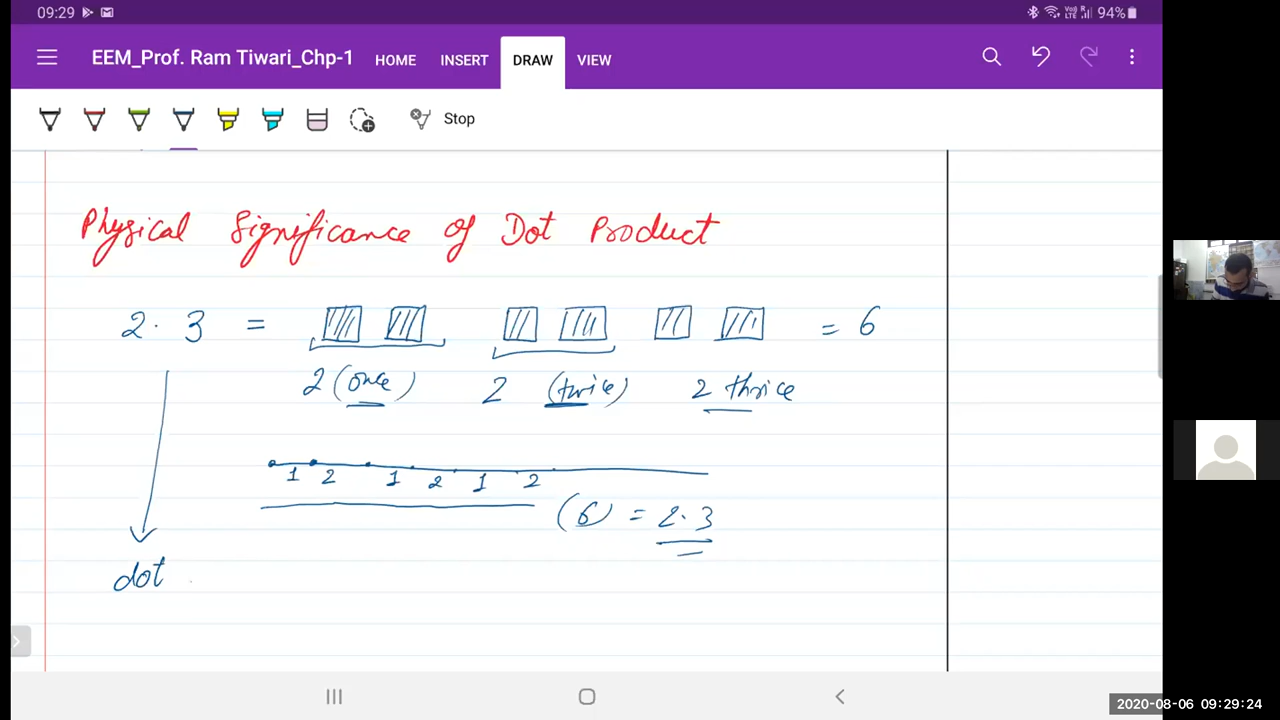 09:29
94%
EEM_Prof. Ram Tiwari_Chp-1 HOME INSERT DRAW VIEW
Stop
Physical Significance of Dot Product
2 . 3 = = 6
2 (once) 2 (twice) 2 thrice
1 2 1 2 1 2
(6) = 2.3
dot
2020-08-06 09:29:24